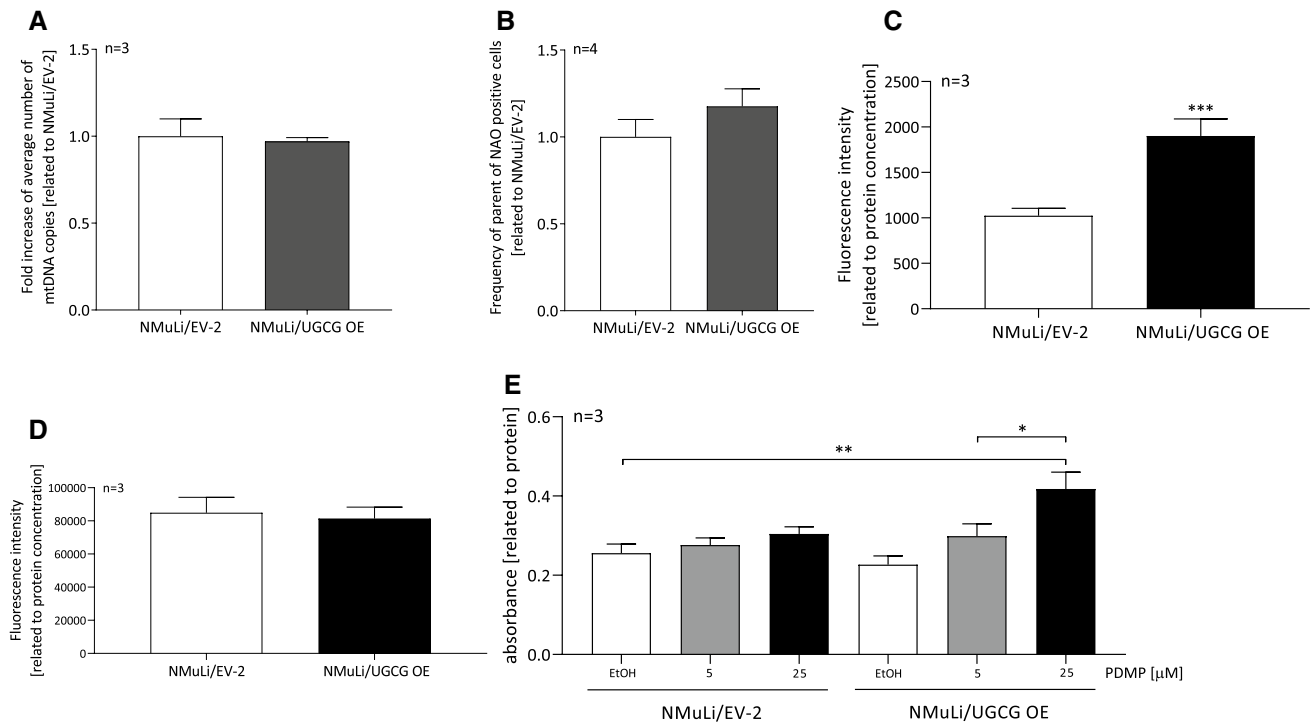 A
Fold increase of average number of
mtDNA copies [related to NMuLi/EV-2]
n=3
1.5
1.0
0.5
0.0
NMuLi/EV-2 NMuLi/UGCG OE
B
Frequency of parent of NAO positive cells
[related to NMuLi/EV-2]
n=4
1.5
1.0
0.5
0.0
NMuLi/EV-2 NMuLi/UGCG OE
C
Fluorescence intensity
[related to protein concentration]
n=3
2500
2000
1500
1000
500
0
***
NMuLi/EV-2 NMuLi/UGCG OE
D
Fluorescence intensity
[related to protein concentration]
n=3
100000
80000
60000
40000
20000
0
NMuLi/EV-2 NMuLi/UGCG OE
E
absorbance [related to protein]
n=3
0.6
0.4
0.2
0.0
*
**
EtOH 5 25 EtOH 5 25 PDMP [μM]
NMuLi/EV-2 NMuLi/UGCG OE